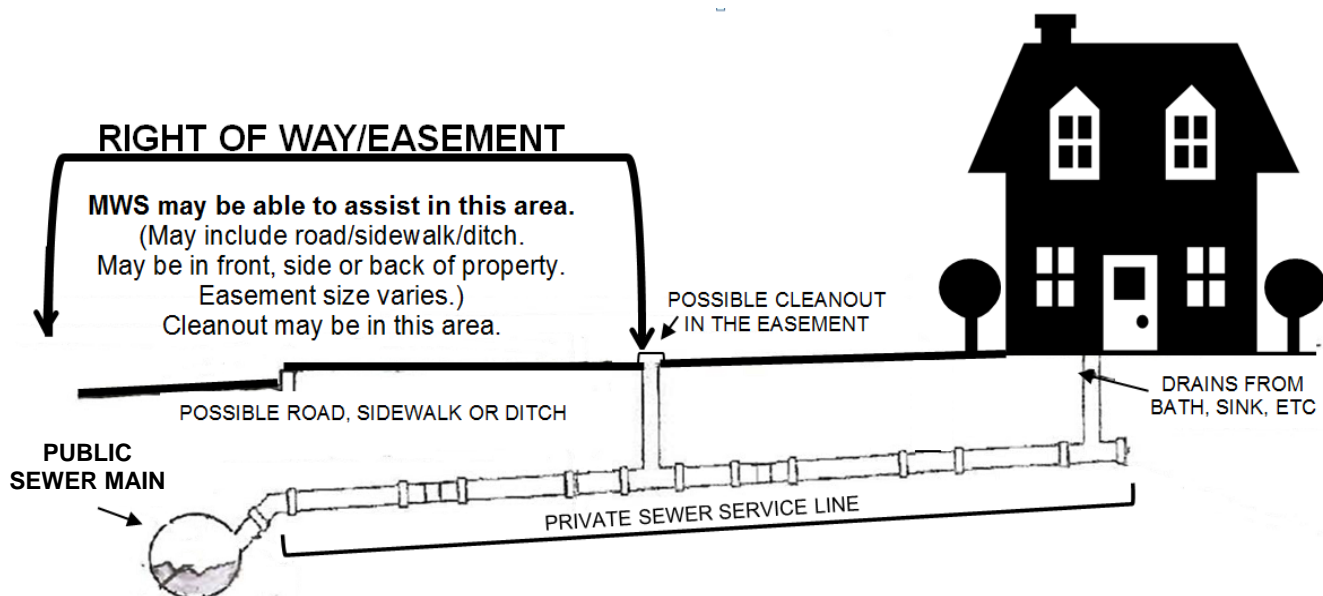 RIGHT OF WAY/EASEMENT
MWS may be able to assist in this area.
(May include road/sidewalk/ditch.
May be in front, side or back of property.
Easement size varies.)
Cleanout may be in this area.
POSSIBLE CLEANOUT
IN THE EASEMENT
POSSIBLE ROAD, SIDEWALK OR DITCH
DRAINS FROM
BATH, SINK, ETC
PUBLIC
SEWER MAIN
PRIVATE SEWER SERVICE LINE